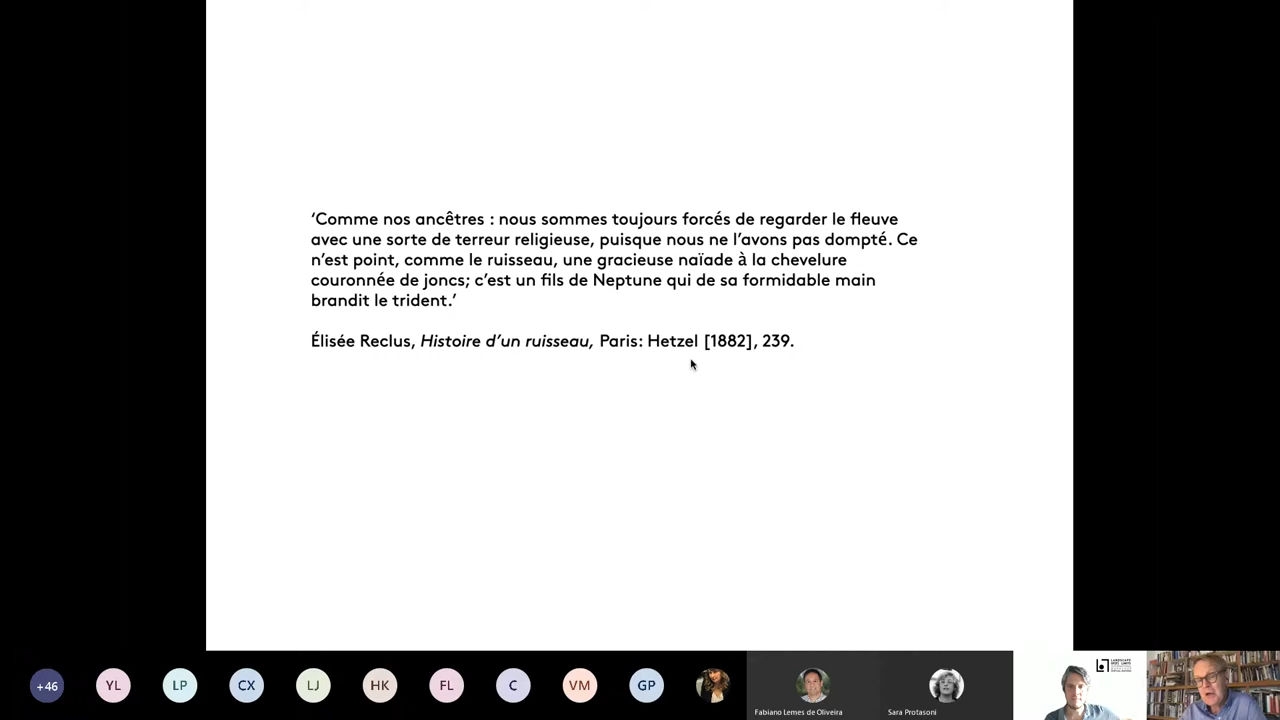 ‘Comme nos ancêtres : nous sommes toujours forcés de regarder le fleuve
avec une sorte de terreur religieuse, puisque nous ne l’avons pas dompté. Ce
n’est point, comme le ruisseau, une gracieuse naïade à la chevelure
couronnée de joncs; c’est un fils de Neptune qui de sa formidable main
brandit le trident.’
Élisée Reclus, Histoire d’un ruisseau, Paris: Hetzel [1882], 239.
+46
YL
LP
CX
LJ
HK
FL
C
VM
GP
Fabiano Lemes de Oliveira
Sara Protasoni